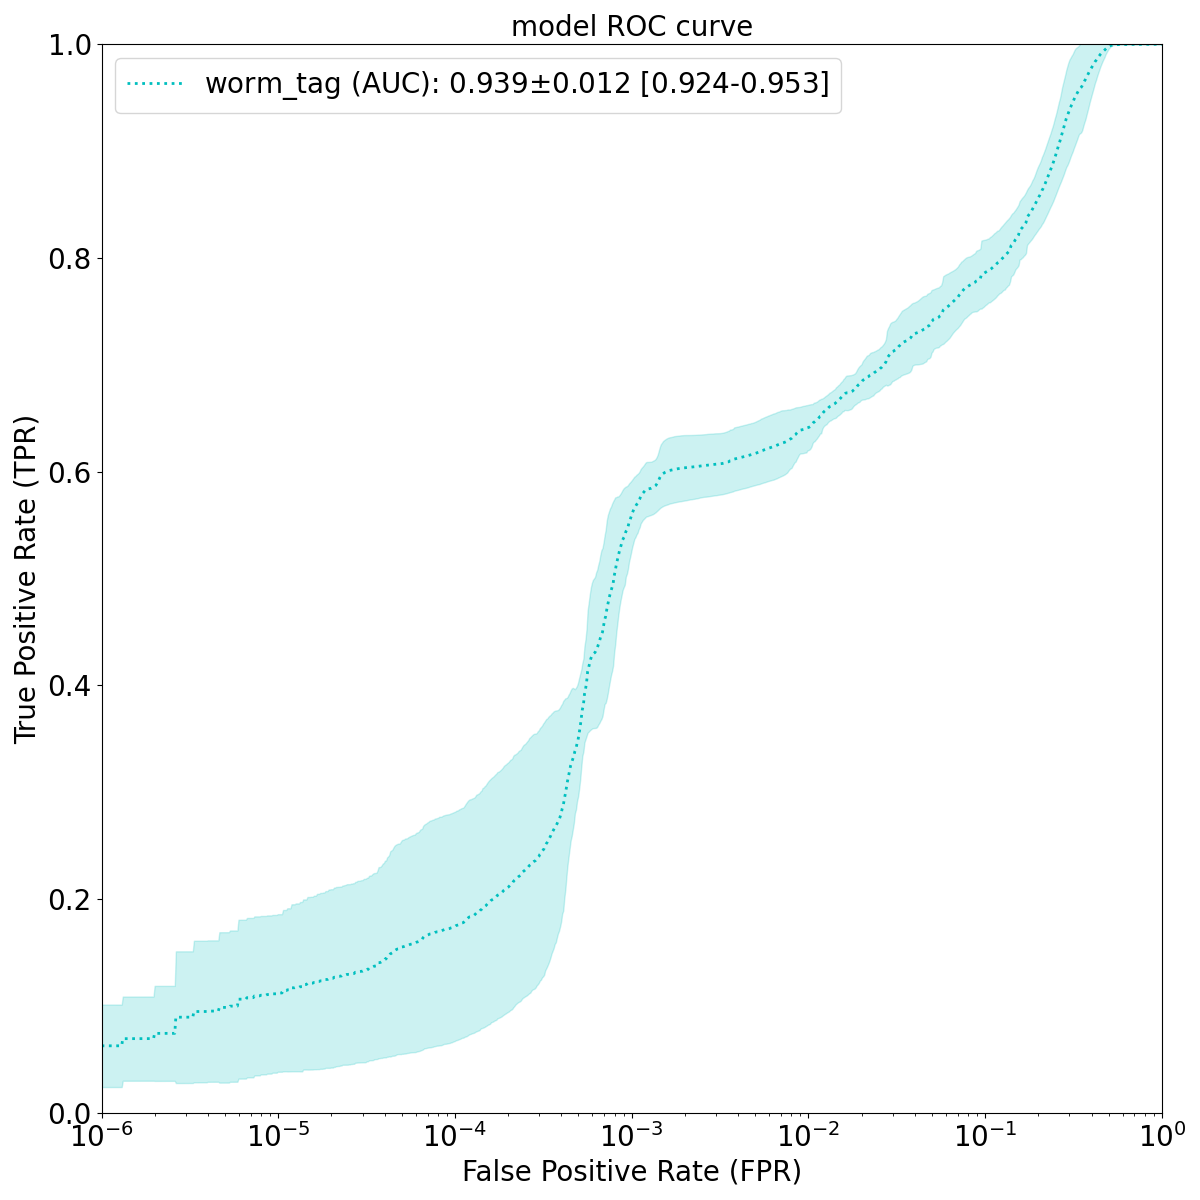 model ROC curve
worm_tag (AUC): 0.939±0.012 [0.924-0.953]
1.0
0.8
0.6
0.4
0.2
0.0
True Positive Rate (TPR)
10⁻⁶ 10⁻⁵ 10⁻⁴ 10⁻³ 10⁻² 10⁻¹ 10⁰
False Positive Rate (FPR)